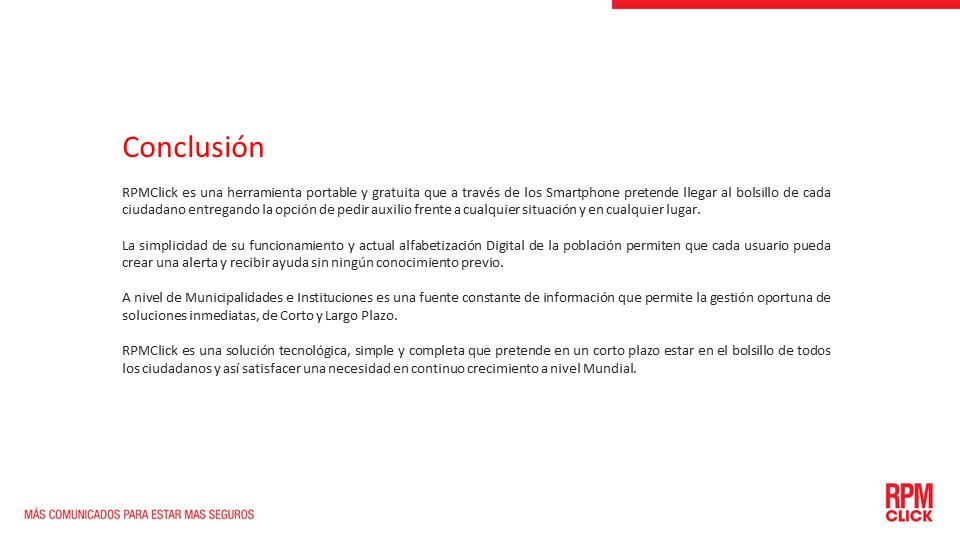 Conclusión
RPMClick es una herramienta portable y gratuita que a través de los Smartphone pretende llegar al bolsillo de cada
ciudadano entregando la opción de pedir auxilio frente a cualquier situación y en cualquier lugar.
La simplicidad de su funcionamiento y actual alfabetización Digital de la población permiten que cada usuario pueda
crear una alerta y recibir ayuda sin ningún conocimiento previo.
A nivel de Municipalidades e Instituciones es una fuente constante de información que permite la gestión oportuna de
soluciones inmediatas, de Corto y Largo Plazo.
RPMClick es una solución tecnológica, simple y completa que pretende en un corto plazo estar en el bolsillo de todos
los ciudadanos y así satisfacer una necesidad en continuo crecimiento a nivel Mundial.
MÁS COMUNICADOS PARA ESTAR MAS SEGUROS
RPM
CLICK